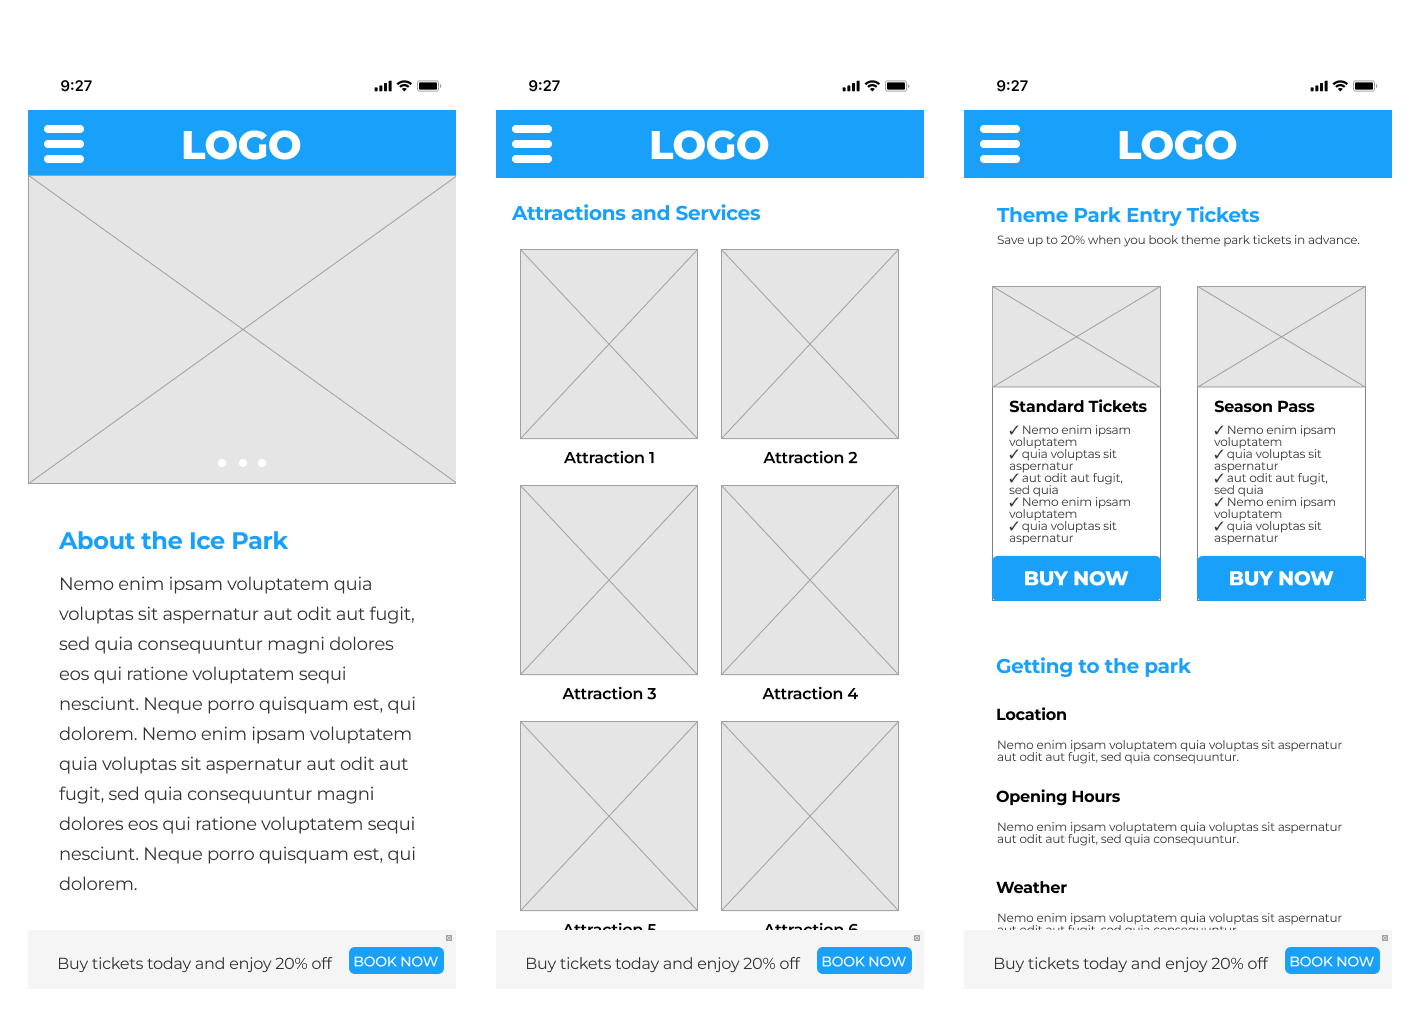 9:27
LOGO
About the Ice Park
Nemo enim ipsam voluptatem quia
voluptas sit aspernatur aut odit aut fugit,
sed quia consequuntur magni dolores
eos qui ratione voluptatem sequi
nesciunt. Neque porro quisquam est, qui
dolorem. Nemo enim ipsam voluptatem
quia voluptas sit aspernatur aut odit aut
fugit, sed quia consequuntur magni
dolores eos qui ratione voluptatem sequi
nesciunt. Neque porro quisquam est, qui
dolorem.
Buy tickets today and enjoy 20% off
BOOK NOW
9:27
LOGO
Attractions and Services
Attraction 1
Attraction 2
Attraction 3
Attraction 4
Attraction 5
Attraction 6
Buy tickets today and enjoy 20% off
BOOK NOW
9:27
LOGO
Theme Park Entry Tickets
Save up to 20% when you book theme park tickets in advance.
Standard Tickets
✓ Nemo enim ipsam
voluptatem
✓ quia voluptas sit
aspernatur
✓ aut odit aut fugit,
sed quia
✓ Nemo enim ipsam
voluptatem
✓ quia voluptas sit
aspernatur
BUY NOW
Season Pass
✓ Nemo enim ipsam
voluptatem
✓ quia voluptas sit
aspernatur
✓ aut odit aut fugit,
sed quia
✓ Nemo enim ipsam
voluptatem
✓ quia voluptas sit
aspernatur
BUY NOW
Getting to the park
Location
Nemo enim ipsam voluptatem quia voluptas sit aspernatur
aut odit aut fugit, sed quia consequuntur.
Opening Hours
Nemo enim ipsam voluptatem quia voluptas sit aspernatur
aut odit aut fugit, sed quia consequuntur.
Weather
Nemo enim ipsam voluptatem quia voluptas sit aspernatur
aut odit aut fugit, sed quia consequuntur.
Buy tickets today and enjoy 20% off
BOOK NOW